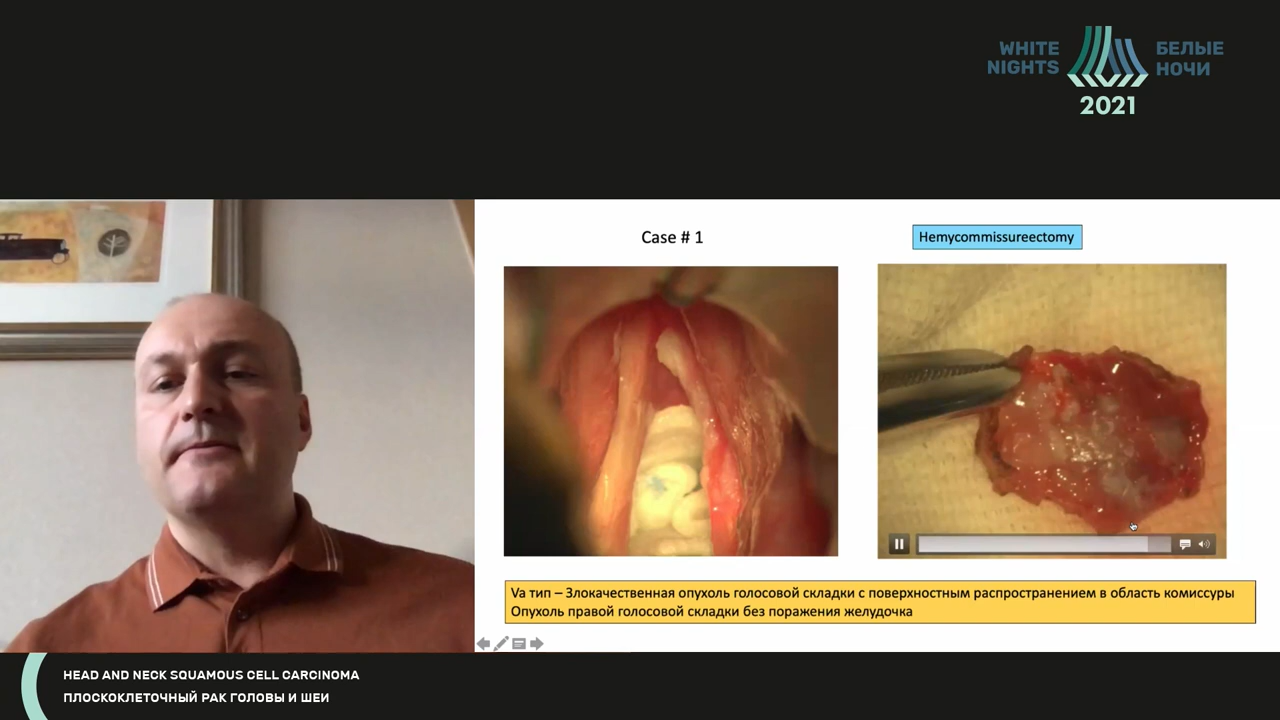 WHITE
NIGHTS
БЕЛЫЕ
НОЧИ
2021
Case # 1
Hemycommissureectomy
Va тип – Злокачественная опухоль голосовой складки с поверхностным распространением в область комиссуры
Опухоль правой голосовой складки без поражения желудочка
HEAD AND NECK SQUAMOUS CELL CARCINOMA
ПЛОСКОКЛЕТОЧНЫЙ РАК ГОЛОВЫ И ШЕИ